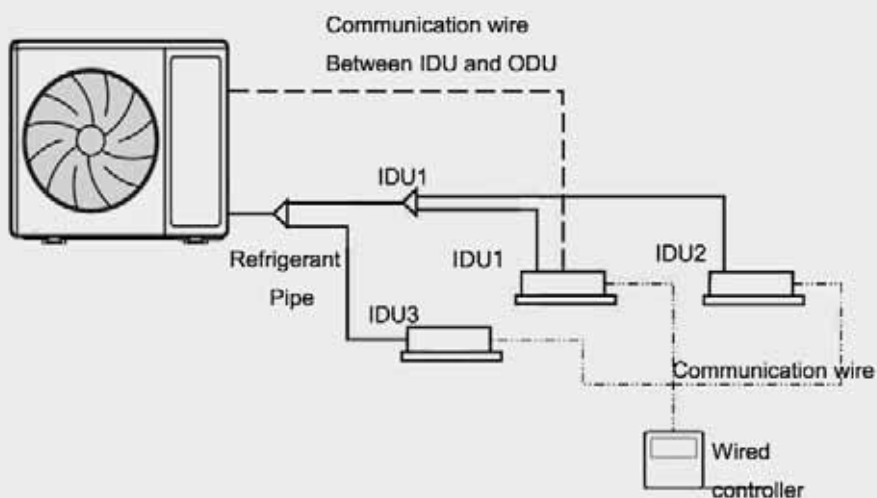 Communication wire
Between IDU and ODU
IDU1
Refrigerant
Pipe
IDU1
IDU2
IDU3
Communication wire
Wired
controller